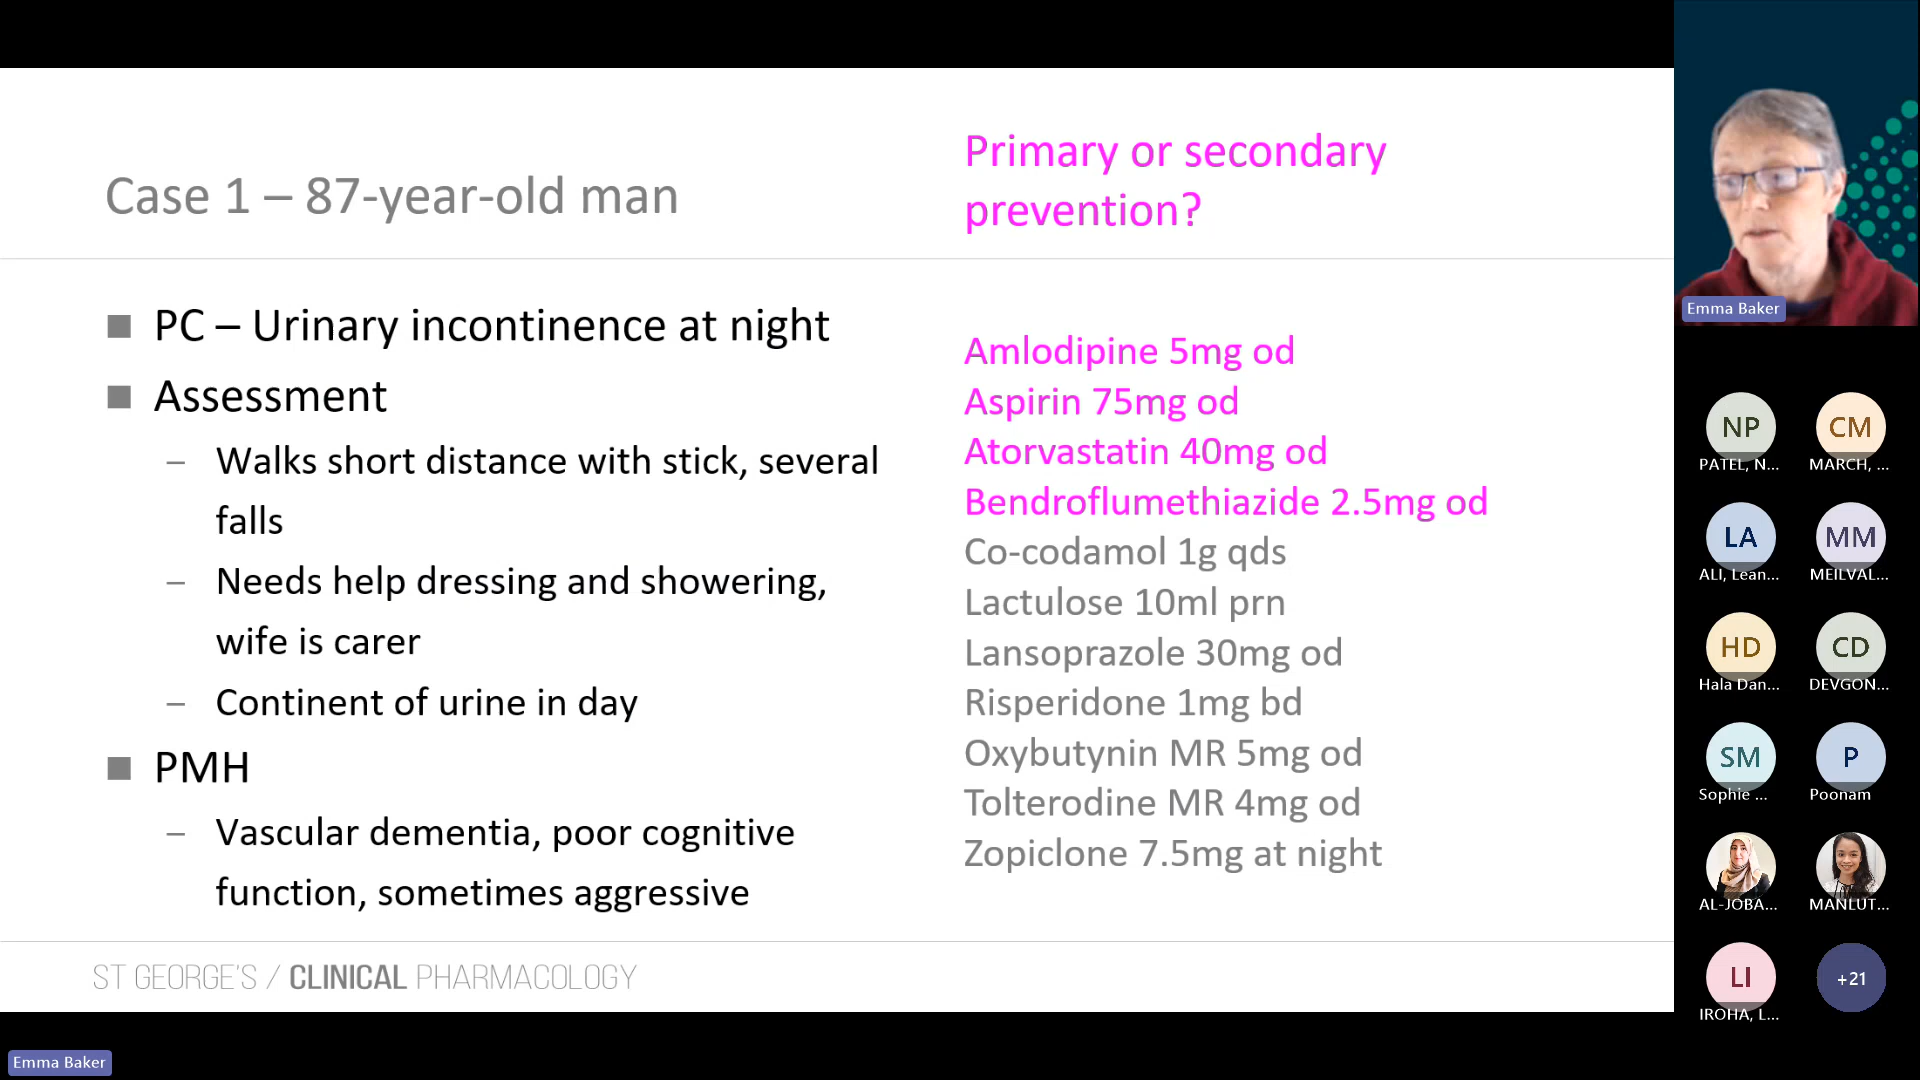 Case 1 – 87-year-old man
Primary or secondary
prevention?
PC – Urinary incontinence at night
Assessment
– Walks short distance with stick, several
falls
– Needs help dressing and showering,
wife is carer
– Continent of urine in day
PMH
– Vascular dementia, poor cognitive
function, sometimes aggressive
Amlodipine 5mg od
Aspirin 75mg od
Atorvastatin 40mg od
Bendroflumethiazide 2.5mg od
Co-codamol 1g qds
Lactulose 10ml prn
Lansoprazole 30mg od
Risperidone 1mg bd
Oxybutynin MR 5mg od
Tolterodine MR 4mg od
Zopiclone 7.5mg at night
ST GEORGE'S / CLINICAL PHARMACOLOGY
Emma Baker
NP
PATEL, N...
CM
MARCH, ...
LA
ALI, Lean...
MM
MEILVAL...
HD
Hala Dan...
CD
DEVGON...
SM
Sophie ...
P
Poonam
AL-JOBA...
MANLUT...
LI
IROHA, L...
+21
Emma Baker